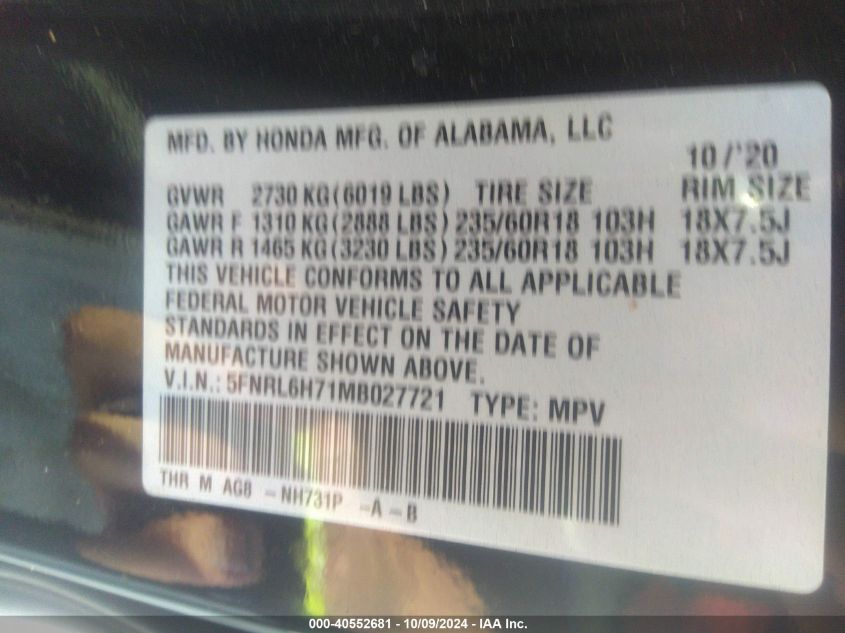 MFD. BY HONDA MFG. OF ALABAMA, LLC
10/'20
GVWR 2730 KG(6019 LBS) TIRE SIZE RIM SIZE
GAWR F 1310 KG(2888 LBS) 235/60R18 103H 18X7.5J
GAWR R 1465 KG(3230 LBS) 235/60R18 103H 18X7.5J
THIS VEHICLE CONFORMS TO ALL APPLICABLE
FEDERAL MOTOR VEHICLE SAFETY
STANDARDS IN EFFECT ON THE DATE OF
MANUFACTURE SHOWN ABOVE.
V.I.N.: 5FNRL6H71MB027721 TYPE: MPV
THR M AG8 -NH731P -A-B
000-40552681 - 10/09/2024 - IAA Inc.